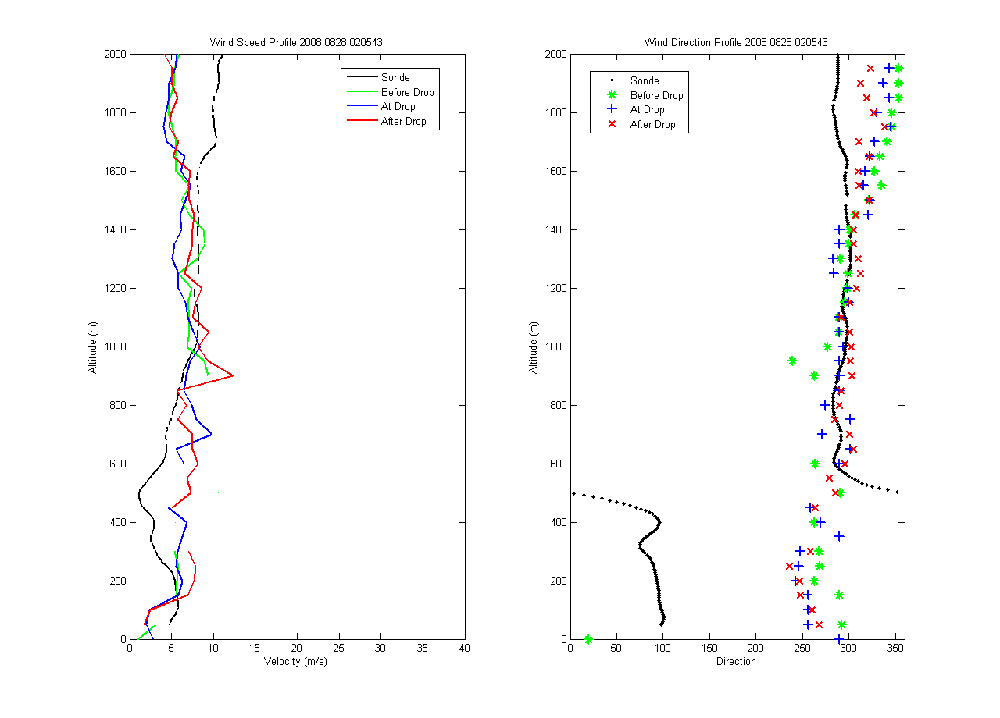 Wind Speed Profile 2008 0828 020543
2000
1800
1600
1400
1200
1000
800
600
400
200
0
Altitude (m)
Sonde
Before Drop
At Drop
After Drop
0 5 10 15 20 25 30 35 40
Velocity (m/s)
Wind Direction Profile 2008 0828 020543
2000
1800
1600
1400
1200
1000
800
600
400
200
0
Altitude (m)
Sonde
Before Drop
At Drop
After Drop
0 50 100 150 200 250 300 350
Direction